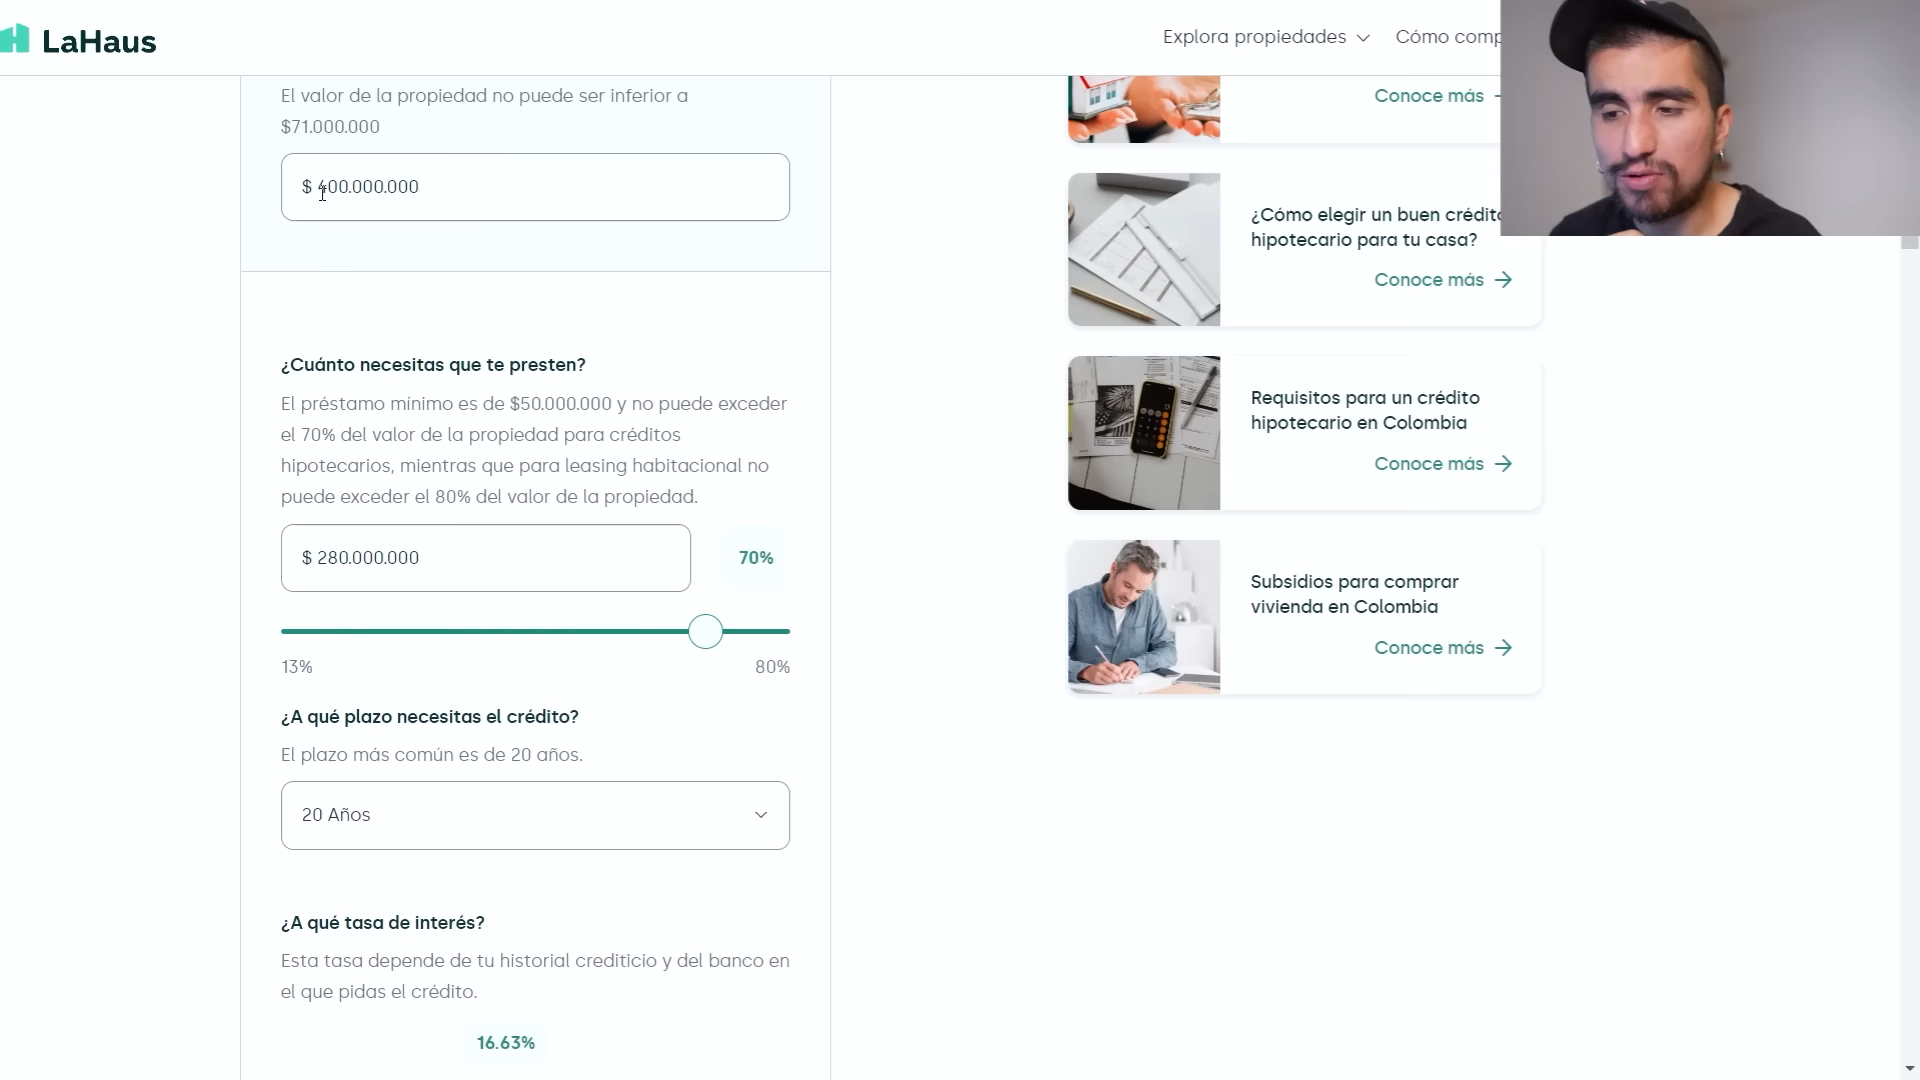 LaHaus
Explora propiedades
Cómo comp
El valor de la propiedad no puede ser inferior a
$71.000.000
$ 400.000.000
¿Cuánto necesitas que te presten?
El préstamo mínimo es de $50.000.000 y no puede exceder
el 70% del valor de la propiedad para créditos
hipotecarios, mientras que para leasing habitacional no
puede exceder el 80% del valor de la propiedad.
$ 280.000.000
70%
13%
80%
¿A qué plazo necesitas el crédito?
El plazo más común es de 20 años.
20 Años
¿A qué tasa de interés?
Esta tasa depende de tu historial crediticio y del banco en
el que pidas el crédito.
16.63%
Conoce más
¿Cómo elegir un buen crédito
hipotecario para tu casa?
Conoce más
Requisitos para un crédito
hipotecario en Colombia
Conoce más
Subsidios para comprar
vivienda en Colombia
Conoce más